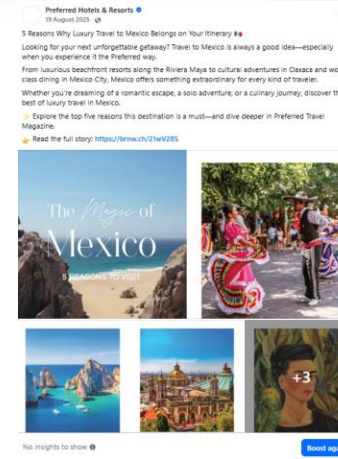 Preferred Hotels & Resorts
19 August 2025 ·
5 Reasons Why Luxury Travel to Mexico Belongs on Your Itinerary 🇲🇽
Looking for your next unforgettable getaway? Travel to Mexico is always a good idea—especially
when you experience it the Preferred way.
From luxurious beachfront resorts along the Riviera Maya to cultural adventures in Oaxaca and wo
class dining in Mexico City, Mexico offers something extraordinary for every kind of traveler.
Whether you're dreaming of a romantic escape, a solo adventure, or a culinary journey, discover th
best of luxury travel in Mexico.
✨ Explore the top five reasons this destination is a must—and dive deeper in Preferred Travel
Magazine.
👉 Read the full story: https://brnw.ch/21wV28S
The Magic of
Mexico
5 REASONS TO VISIT
+3
No insights to show
Boost aga